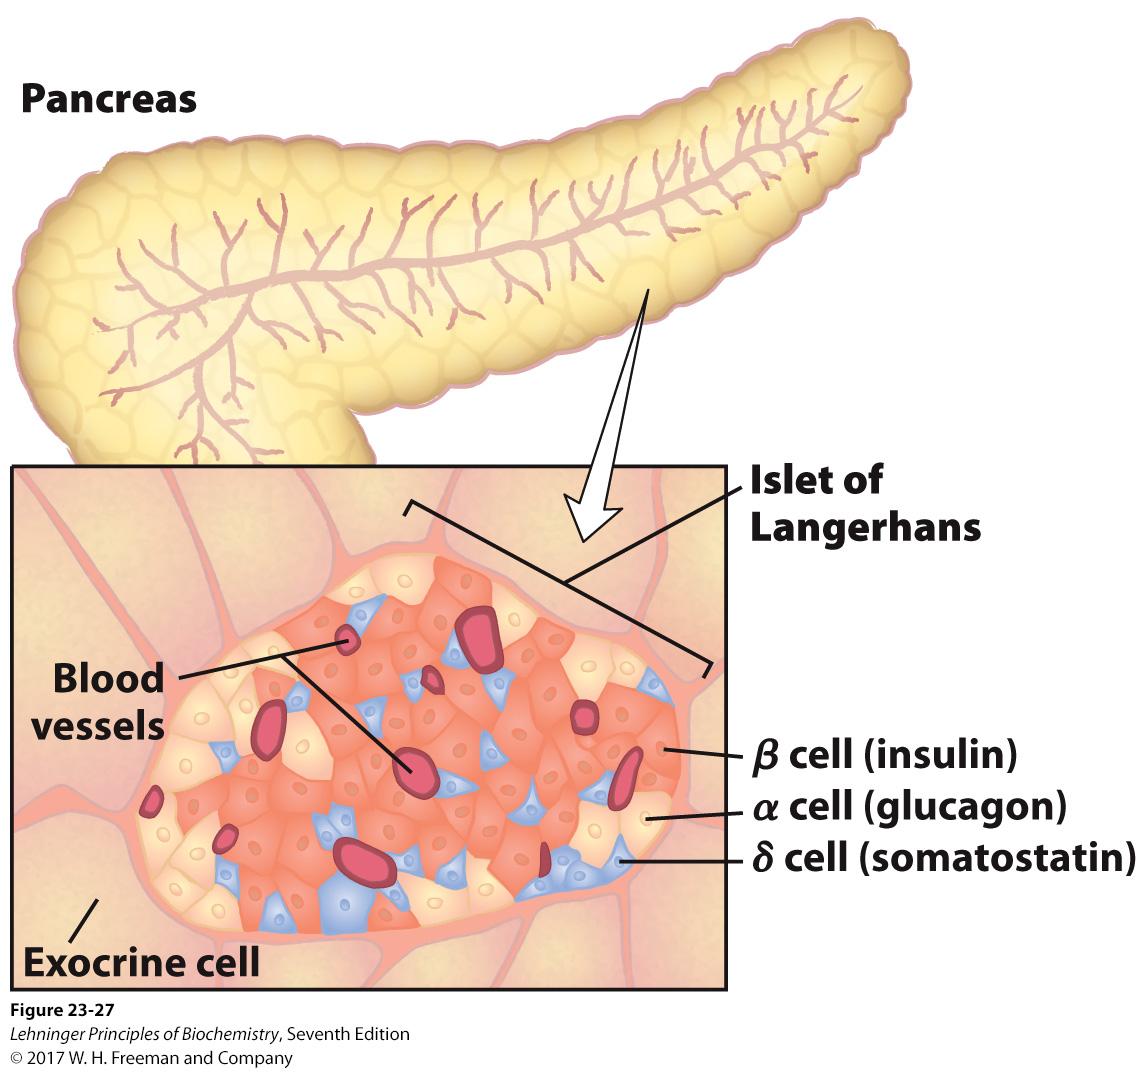 Pancreas
Islet of
Langerhans
Blood
vessels
β cell (insulin)
α cell (glucagon)
δ cell (somatostatin)
Exocrine cell
Figure 23-27
Lehninger Principles of Biochemistry, Seventh Edition
© 2017 W. H. Freeman and Company